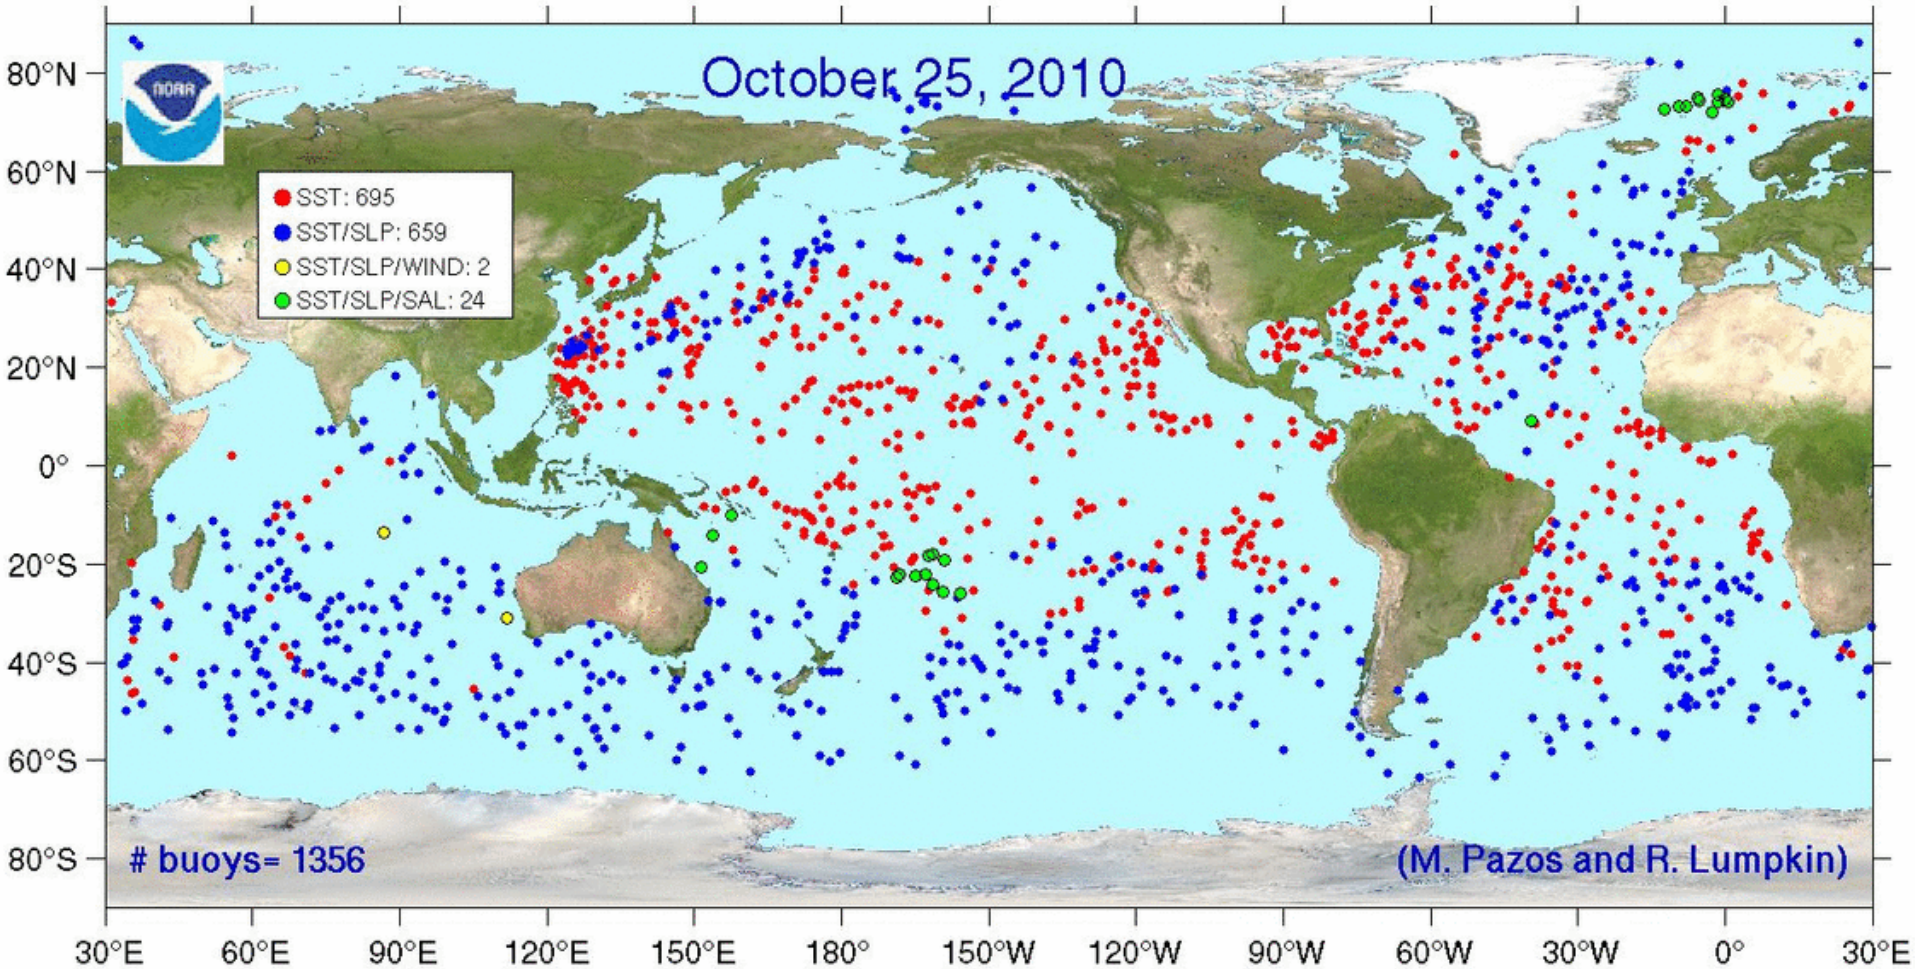 October 25, 2010
NOAA
SST: 695
SST/SLP: 659
SST/SLP/WIND: 2
SST/SLP/SAL: 24
80°N
60°N
40°N
20°N
0°
20°S
40°S
60°S
80°S
# buoys= 1356
(M. Pazos and R. Lumpkin)
30°E 60°E 90°E 120°E 150°E 180° 150°W 120°W 90°W 60°W 30°W 0° 30°E